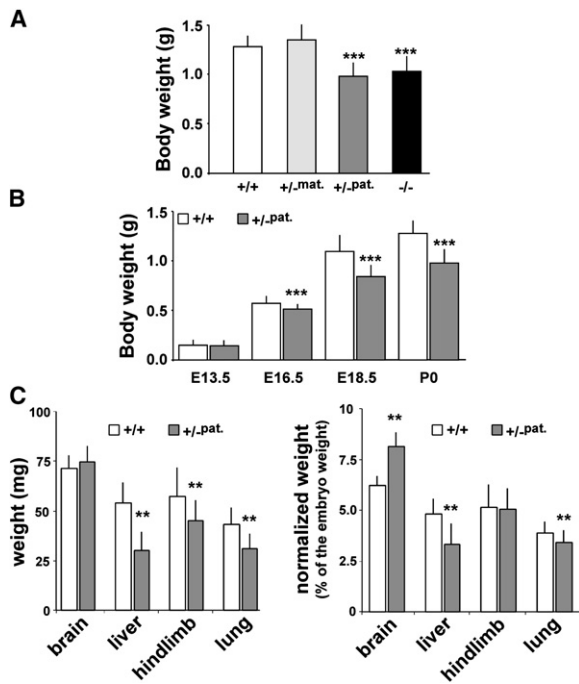 A
Body weight (g)
1.5
1.0
0.5
0.0
*** ***
+/+ +/-mat. +/-pat. -/-
B
Body weight (g)
1.5
1.0
0.5
0.0
+/+ +/-pat.
*** *** ***
E13.5 E16.5 E18.5 P0
C
weight (mg)
100
75
50
25
0
+/+ +/-pat.
** ** **
brain liver hindlimb lung
normalized weight
(% of the embryo weight)
10
7.5
5.0
2.5
0.0
+/+ +/-pat.
** ** **
brain liver hindlimb lung